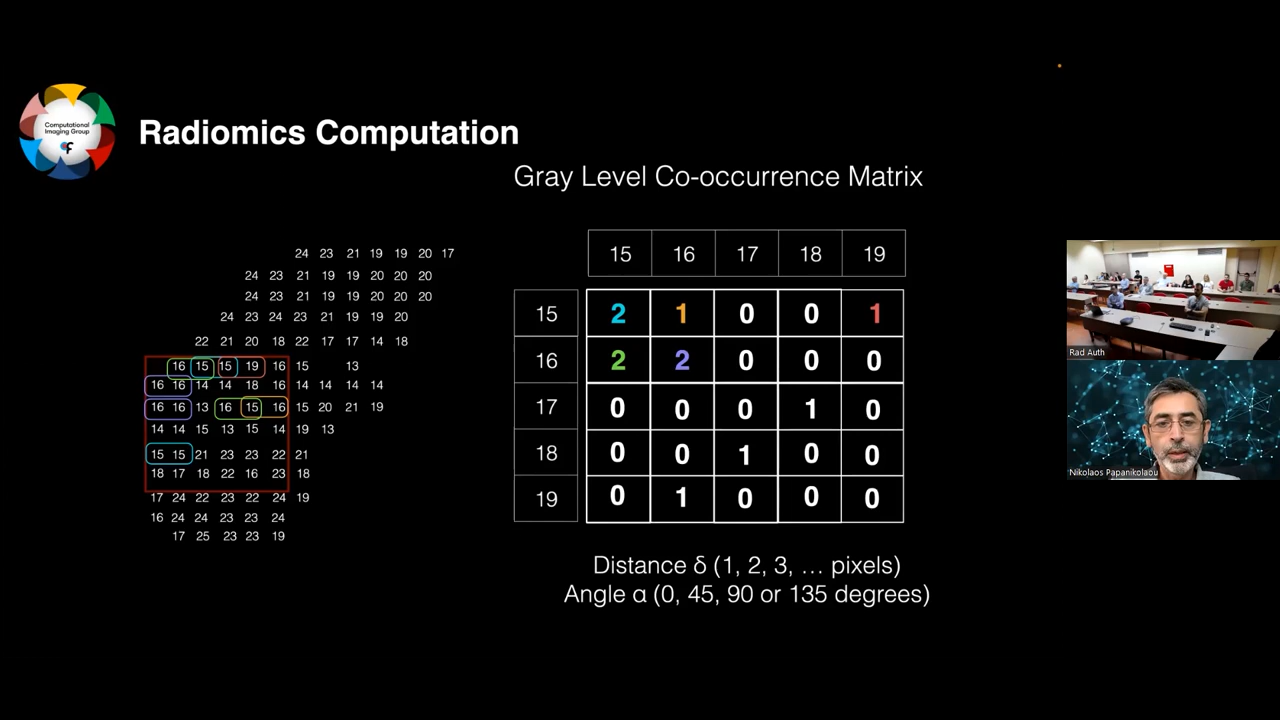 Computational
Imaging Group
cf
Radiomics Computation
Gray Level Co-occurrence Matrix
24 23 21 19 19 20 17
24 23 21 19 19 20 20 20
24 23 21 19 19 20 20 20
24 23 24 23 21 19 19 20
22 21 20 18 22 17 17 14 18
16 15 15 19 16 15 13
16 16 14 14 18 16 14 14 14 14
16 16 13 16 15 16 15 20 21 19
14 14 15 13 15 14 19 13
15 15 21 23 23 22 21
18 17 18 22 16 23 18
17 24 22 23 22 24 19
16 24 24 23 23 24
17 25 23 23 19
15 16 17 18 19
15 2 1 0 0 1
16 2 2 0 0 0
17 0 0 0 1 0
18 0 0 1 0 0
19 0 1 0 0 0
Distance δ (1, 2, 3, … pixels)
Angle α (0, 45, 90 or 135 degrees)
Rad Auth
Nikolaos Papanikolaou